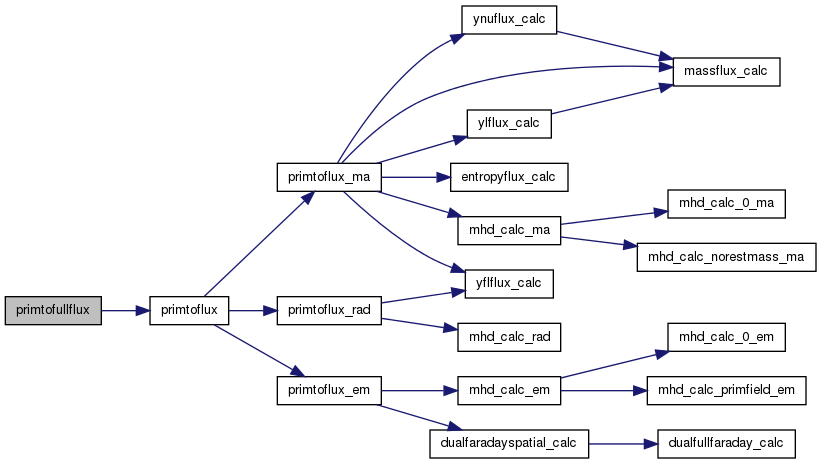 ynuflux_calc
massflux_calc
ylflux_calc
primtoflux_ma
entropyflux_calc
mhd_calc_0_ma
mhd_calc_ma
mhd_calc_norestmass_ma
yflflux_calc
primtofullflux
primtoflux
primtoflux_rad
mhd_calc_rad
mhd_calc_0_em
primtoflux_em
mhd_calc_em
mhd_calc_primfield_em
dualfaradayspatial_calc
dualfullfaraday_calc